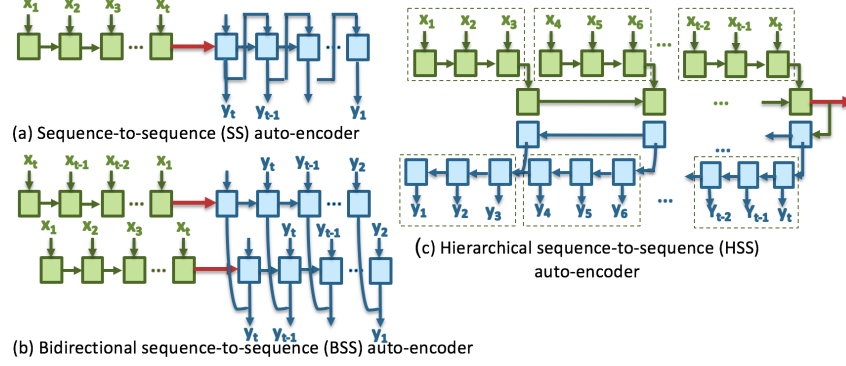 x1 x2 x3 xt
...
...
yt yt-1 y1
(a) Sequence-to-sequence (SS) auto-encoder
xt xt-1 xt-2 x1
yt yt-1 y2
...
...
x1 x2 x3 xt
yt yt-1 y2
...
...
yt yt-1 y1
(b) Bidirectional sequence-to-sequence (BSS) auto-encoder
x1 x2 x3 x4 x5 x6 ... xt-2 xt-1 xt
...
...
y1 y2 y3 y4 y5 y6 ... Yt-2 Yt-1 yt
(c) Hierarchical sequence-to-sequence (HSS)
auto-encoder